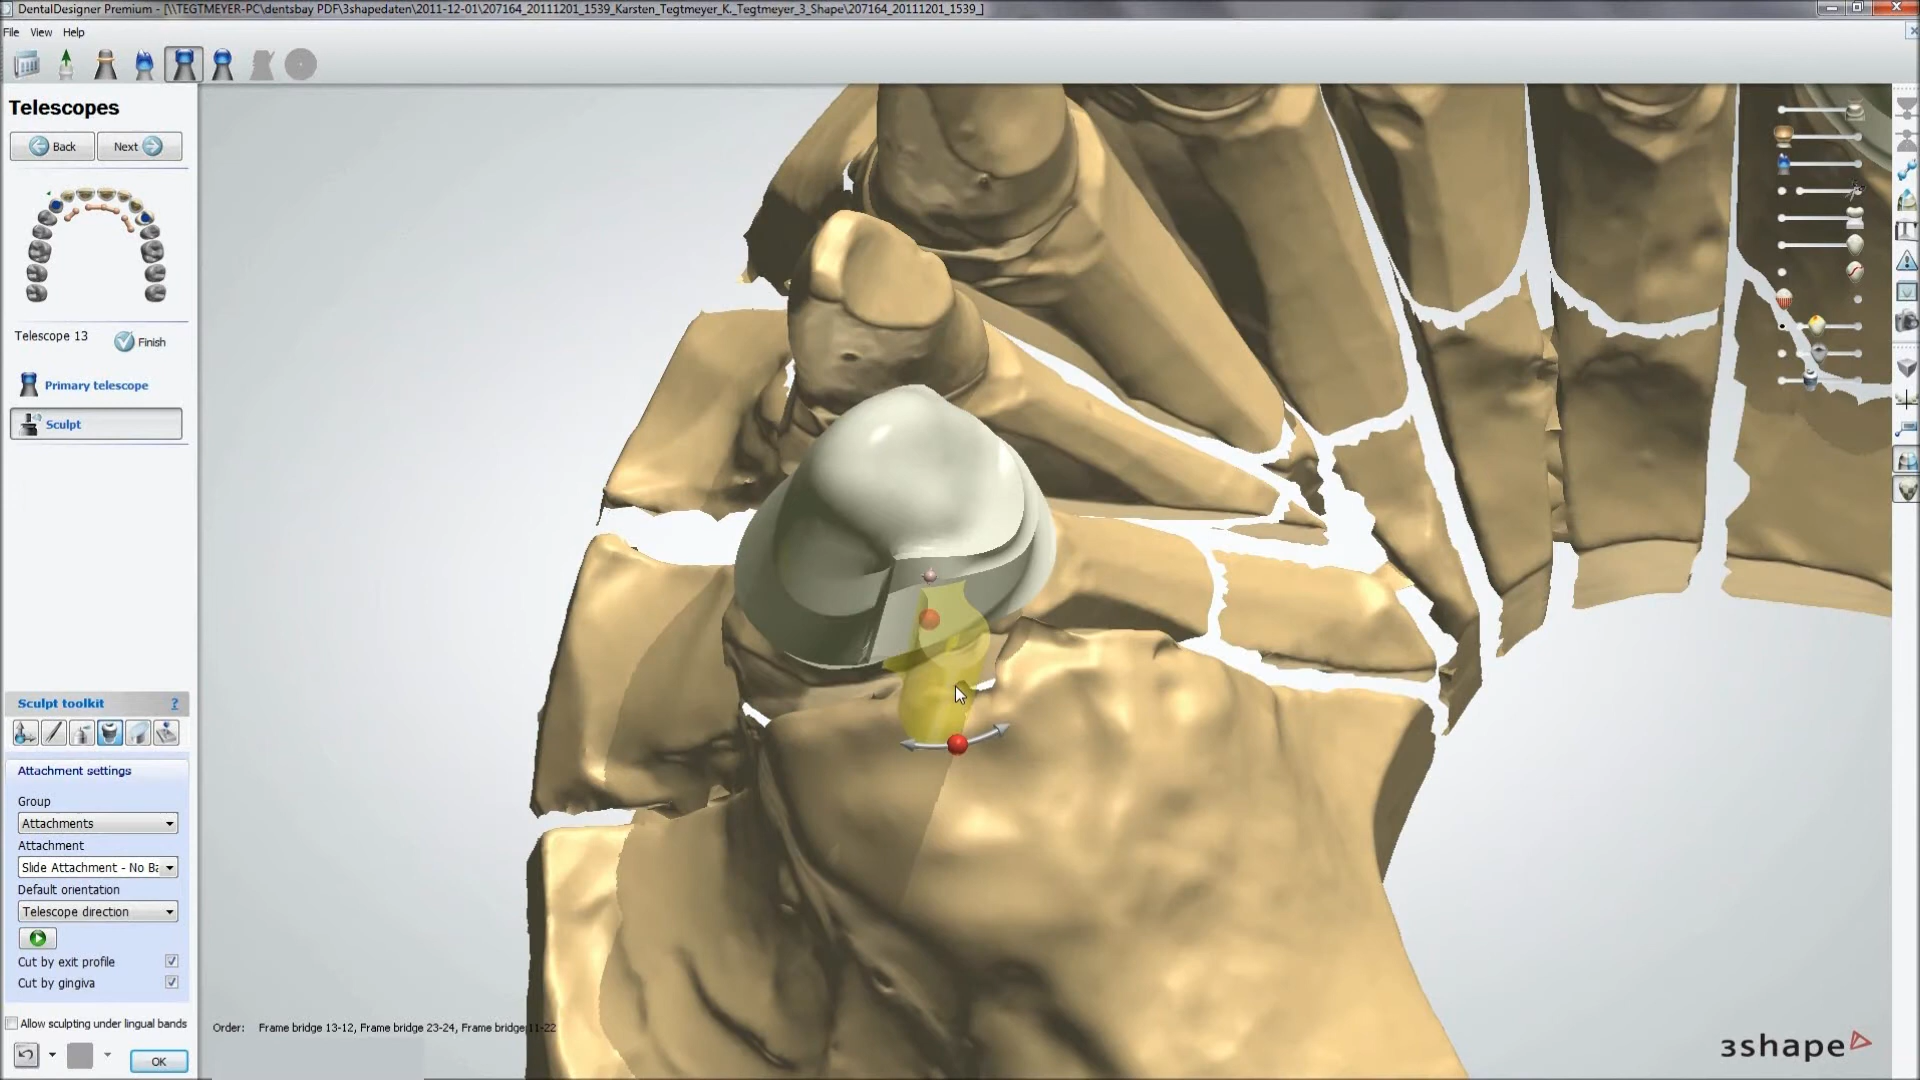 DentalDesigner Premium - [\\TEGTMEYER-PC\dentsbay PDF\3shapedaten\2011-12-01\207164_20111201_1539_Karsten_Tegtmeyer_K._Tegtmeyer_3_Shape\207164_20111201_1539_]
File View Help
Telescopes
Back Next
Telescope 13 Finish
Primary telescope
Sculpt
Sculpt toolkit ?
Attachment settings
Group
Attachments
Attachment
Slide Attachment - No Ba
Default orientation
Telescope direction
Cut by exit profile
Cut by gingiva
Allow sculpting under lingual bands
OK
Order: Frame bridge 13-12, Frame bridge 23-24, Frame bridge 11-22
3shape